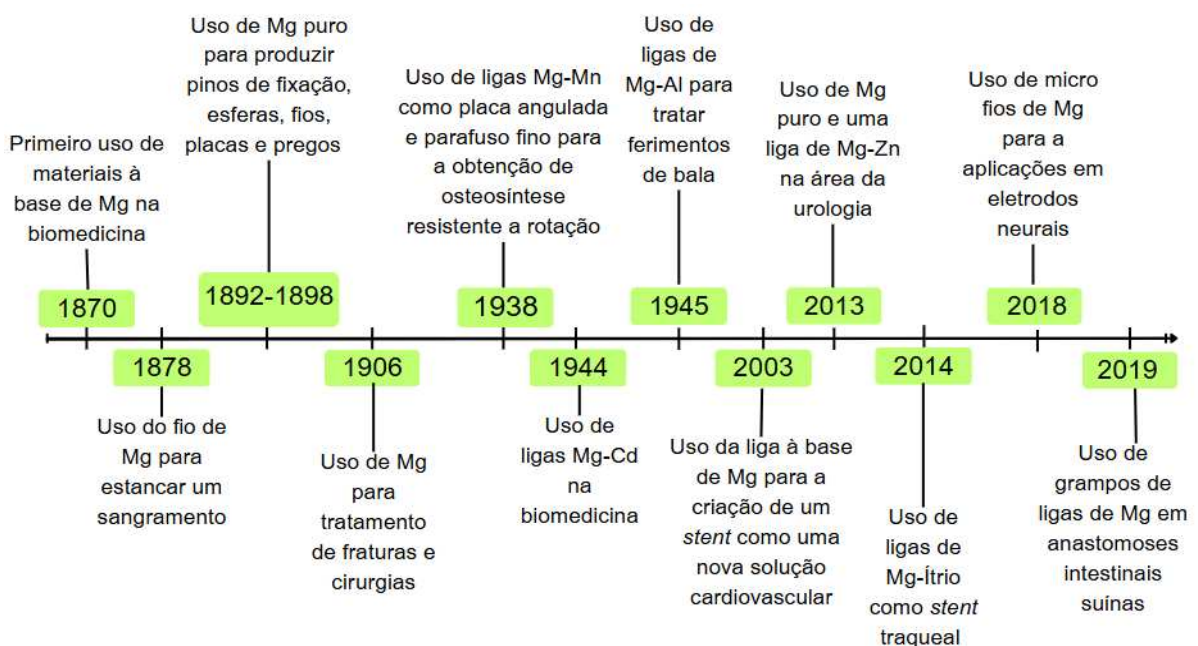 Primeiro uso de
materiais à
base de Mg na
biomedicina
1870
Uso do fio de
Mg para
estancar um
sangramento
1878
Uso de Mg puro
para produzir
pinos de fixação,
esferas, fios,
placas e pregos
1892-1898
Uso de Mg
para
tratamento
de fraturas e
cirurgias
1906
Uso de ligas Mg-Mn
como placa angulada
e parafuso fino para
a obtenção de
osteosíntese
resistente a rotação
1938
Uso de
ligas Mg-Cd
na
biomedicina
1944
Uso de
ligas de
Mg-Al para
tratar
ferimentos
de bala
1945
Uso da liga à base
de Mg para a
criação de um
stent como uma
nova solução
cardiovascular
2003
Uso de Mg
puro e uma
liga de Mg-Zn
na área da
urologia
2013
Uso de
ligas de
Mg-Ítrio
como stent
traqueal
2014
Uso de micro
fios de Mg
para a
aplicações em
eletrodos
neurais
2018
Uso de
grampos de
ligas de Mg em
anastomoses
intestinais
suínas
2019